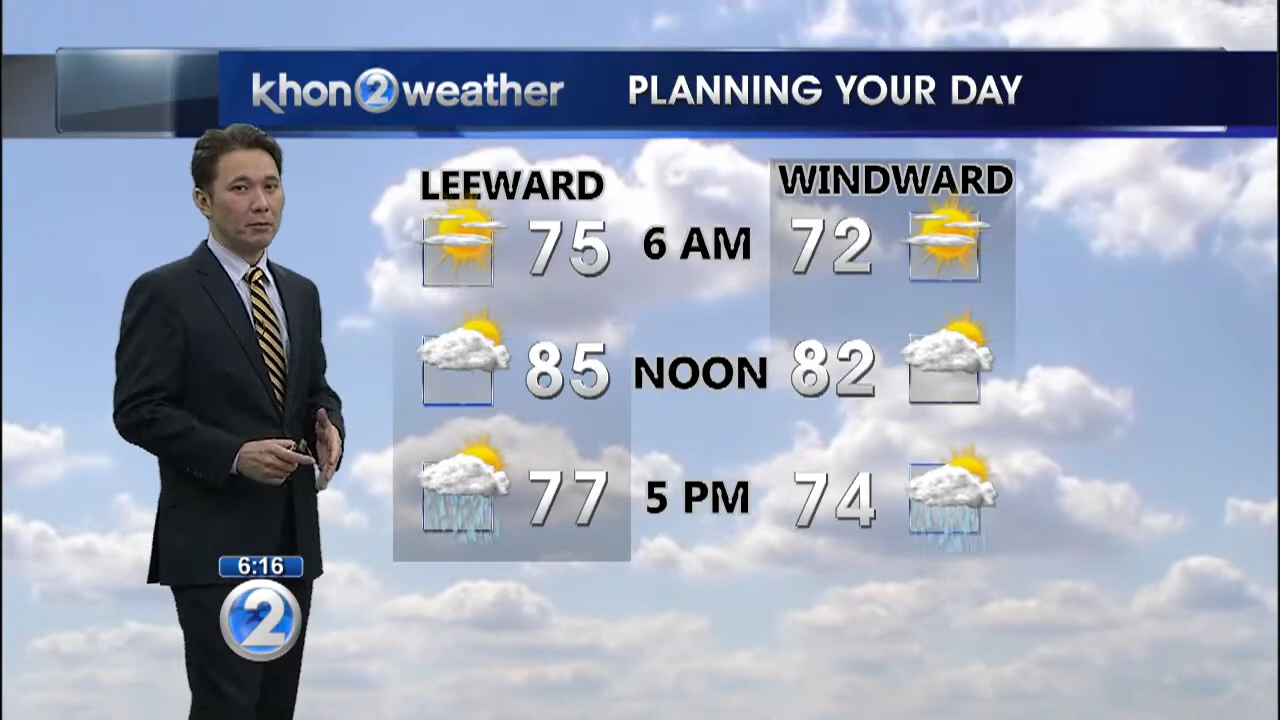 khon2weather PLANNING YOUR DAY
LEEWARD WINDWARD
75 6 AM 72
85 NOON 82
77 5 PM 74
6:16
2